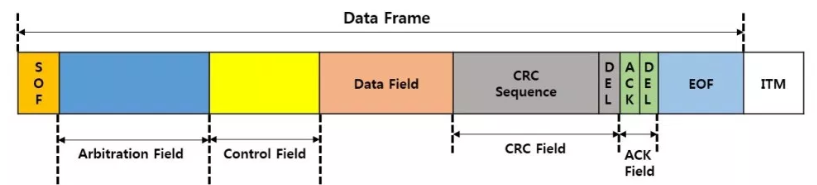 Data Frame
S
O
F
Data Field
CRC
Sequence
D
E
L
A
C
K
D
E
L
EOF
ITM
Arbitration Field
Control Field
CRC Field
ACK
Field